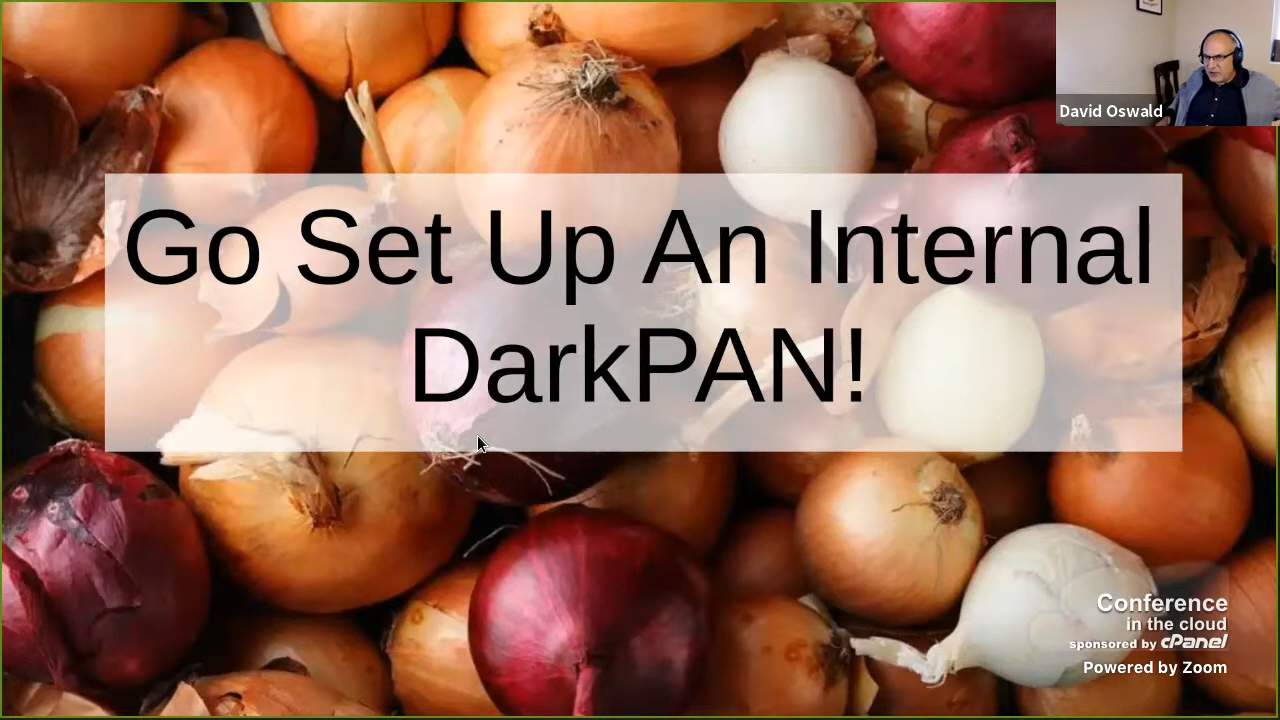 David Oswald
Go Set Up An Internal
DarkPAN!
Conference
in the cloud
sponsored by cPanel
Powered by Zoom